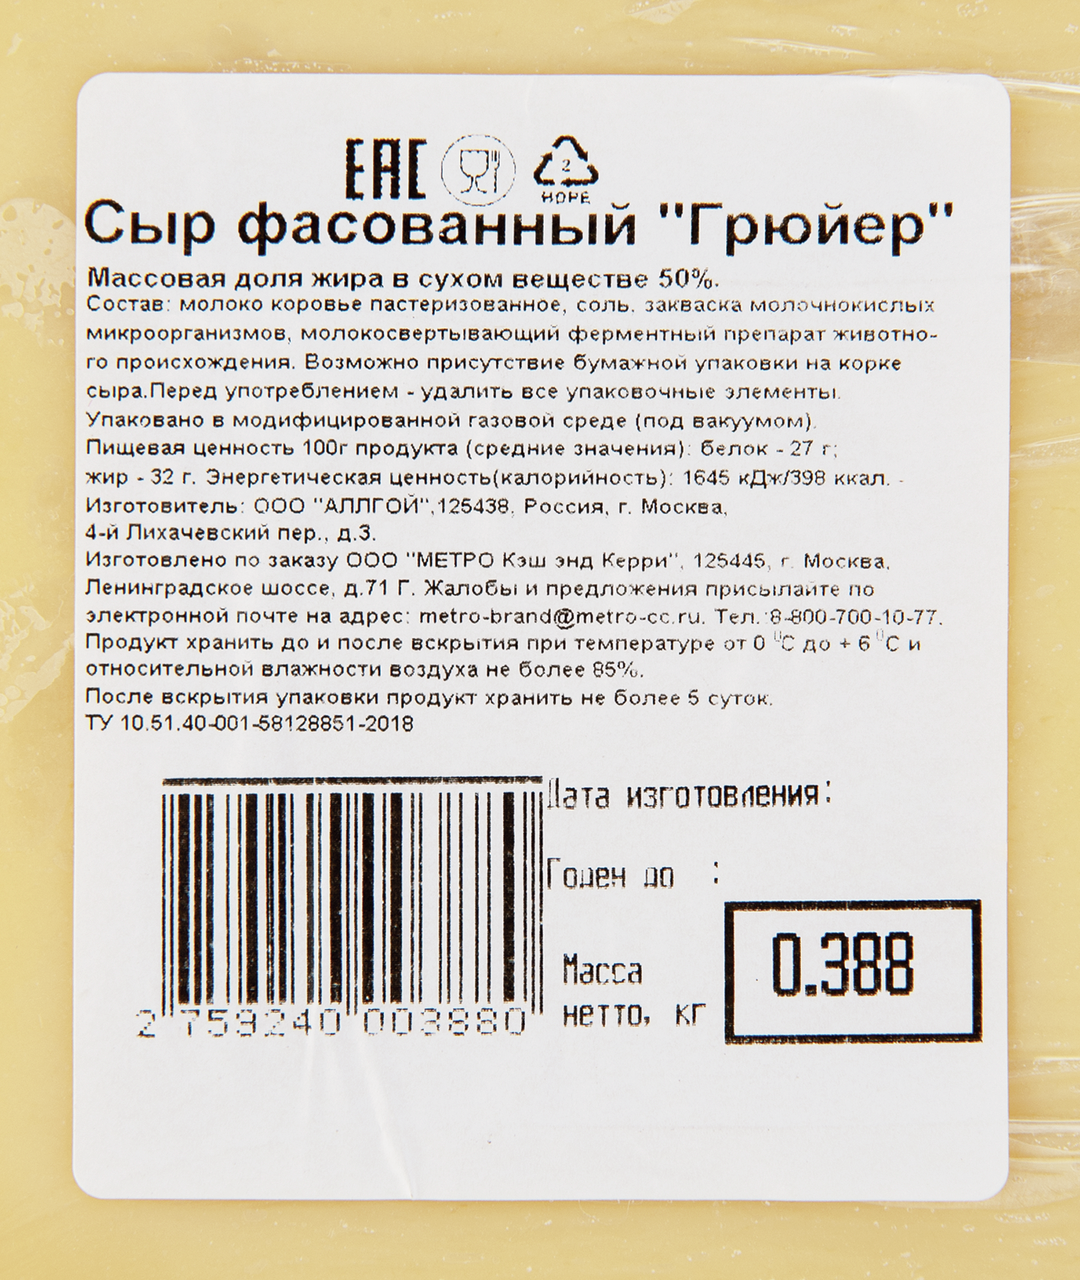 ЕАС
2
HDPE
Сыр фасованный "Грюйер"
Массовая доля жира в сухом веществе 50%.
Состав: молоко коровье пастеризованное, соль, закваска молочнокислых
микроорганизмов, молокосвертывающий ферментный препарат животно-
го происхождения. Возможно присутствие бумажной упаковки на корке
сыра.Перед употреблением - удалить все упаковочные элементы.
Упаковано в модифицированной газовой среде (под вакуумом).
Пищевая ценность 100г продукта (средние значения): белок - 27 г;
жир - 32 г. Энергетическая ценность(калорийность): 1645 кДж/398 ккал. -
Изготовитель: ООО "АЛЛГОЙ",125438, Россия, г. Москва,
4-й Лихачевский пер., д.3.
Изготовлено по заказу ООО "МЕТРО Кэш энд Керри", 125445, г. Москва,
Ленинградское шоссе, д.71 Г. Жалобы и предложения присылайте по
электронной почте на адрес: metro-brand@metro-cc.ru. Тел.:8-800-700-10-77.
Продукт хранить до и после вскрытия при температуре от 0 ⁰С до + 6 ⁰С и
относительной влажности воздуха не более 85%.
После вскрытия упаковки продукт хранить не более 5 суток.
ТУ 10.51.40-001-58128851-2018
Дата изготовления:
Годен до :
Масса
нетто, кг
0.388
2 759240 003880